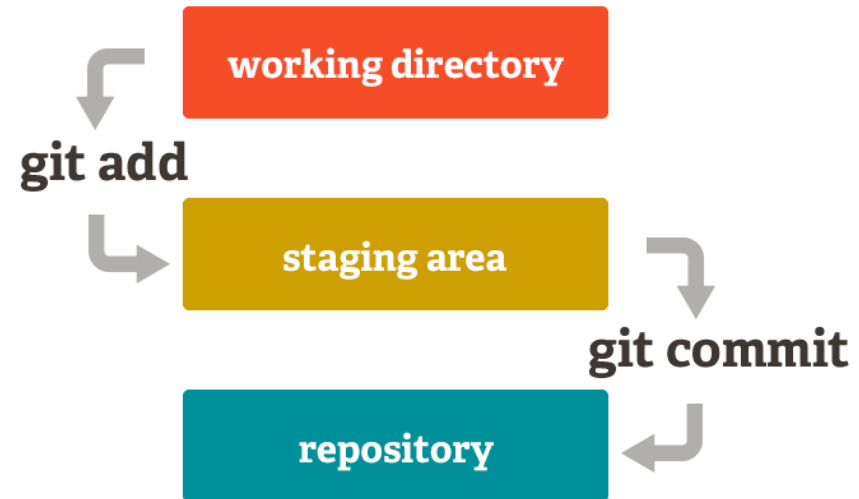 working directory
git add
staging area
git commit
repository